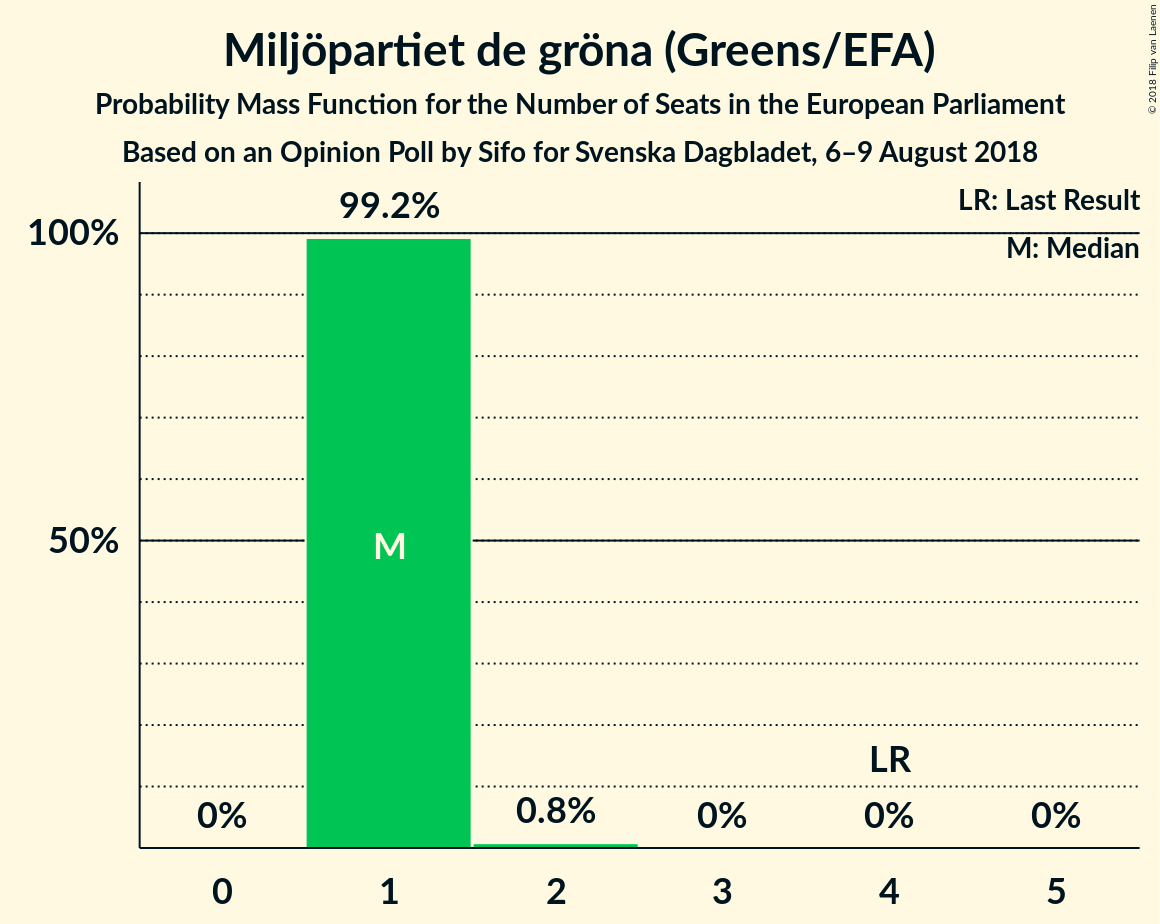 Miljöpartiet de gröna (Greens/EFA)
Probability Mass Function for the Number of Seats in the European Parliament
Based on an Opinion Poll by Sifo for Svenska Dagbladet, 6–9 August 2018
© 2018 Filip van Laenen
LR: Last Result
M: Median
99.2%
100%
M
50%
LR
0%
0.8%
0%
0%
0%
0
1
2
3
4
5